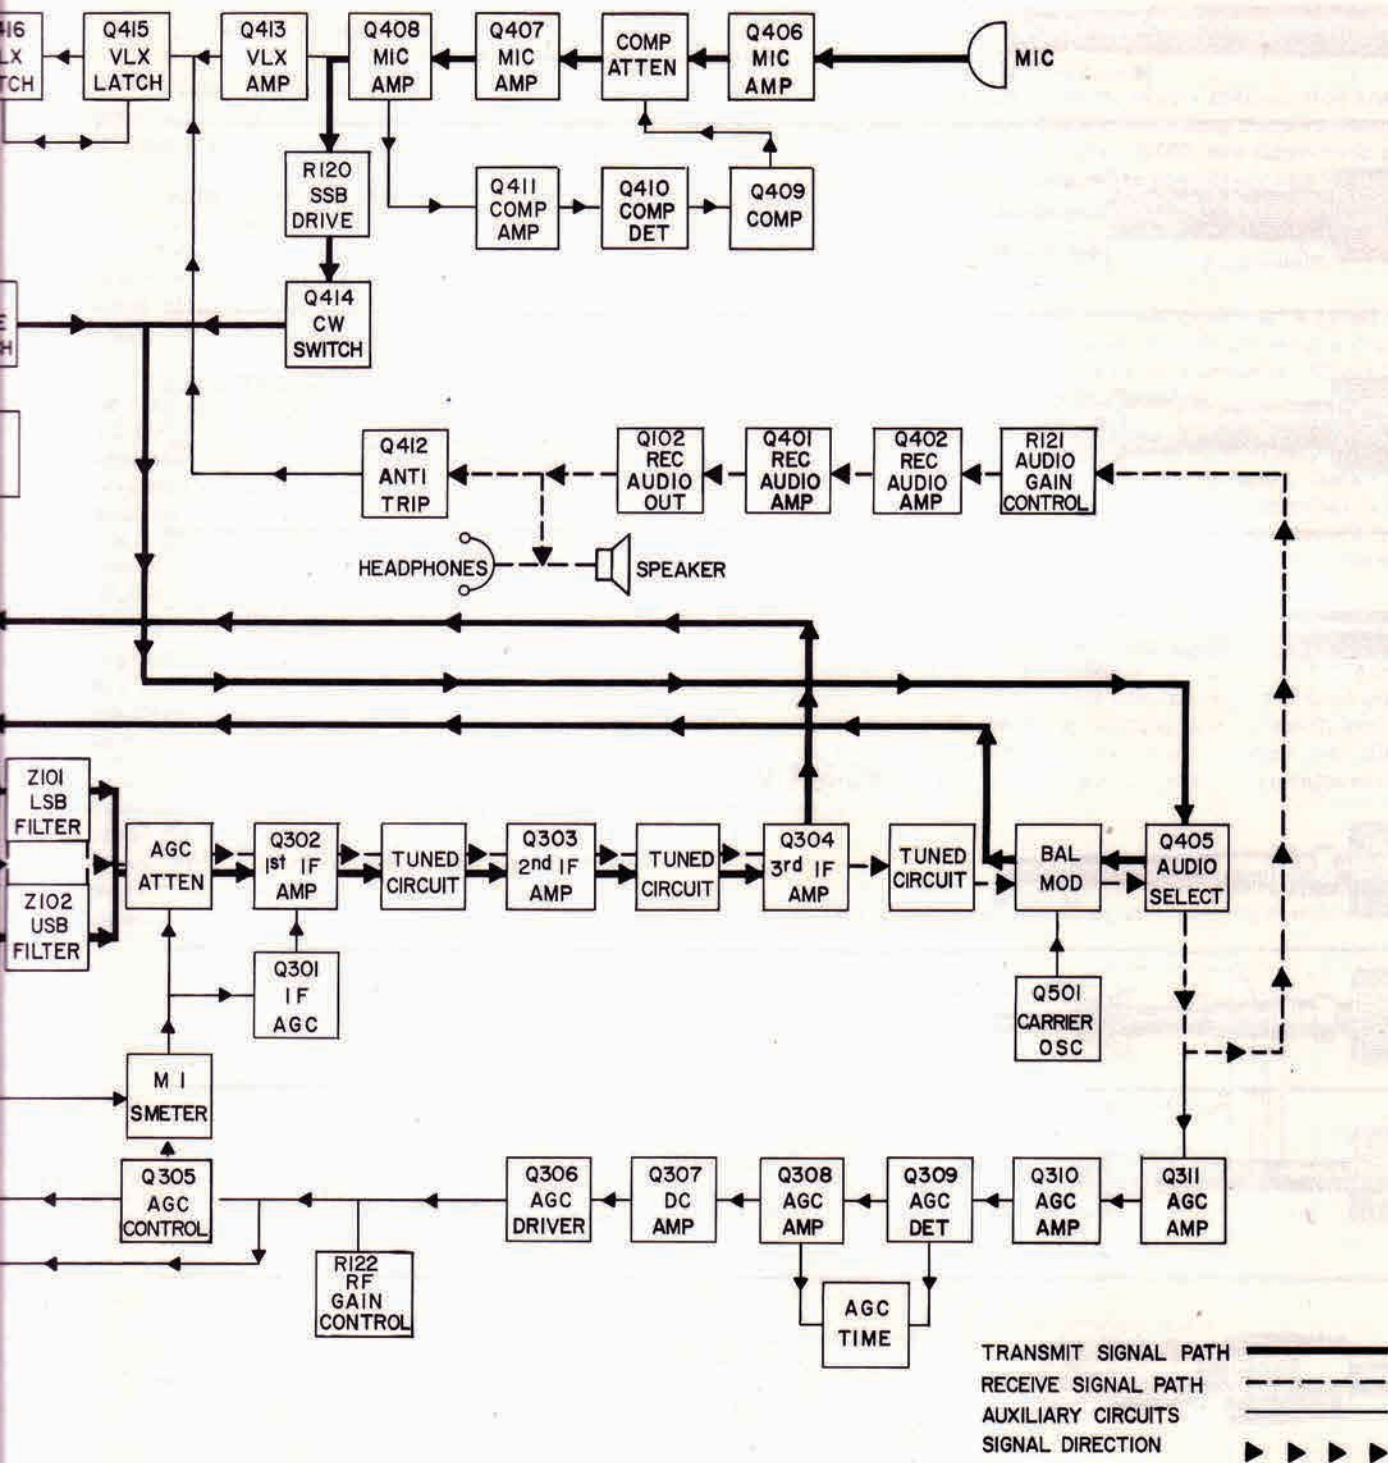 Q415
VLX
LATCH
Q413
VLX
AMP
Q408
MIC
AMP
Q407
MIC
AMP
COMP
ATTEN
Q406
MIC
AMP
MIC
R120
SSB
DRIVE
Q411
COMP
AMP
Q410
COMP
DET
Q409
COMP
Q414
CW
SWITCH
Q412
ANTI
TRIP
Q102
REC
AUDIO
OUT
Q401
REC
AUDIO
AMP
Q402
REC
AUDIO
AMP
R121
AUDIO
GAIN
CONTROL
HEADPHONES
SPEAKER
Z101
LSB
FILTER
Z102
USB
FILTER
AGC
ATTEN
Q302
1st IF
AMP
TUNED
CIRCUIT
Q303
2nd IF
AMP
TUNED
CIRCUIT
Q304
3rd IF
AMP
TUNED
CIRCUIT
BAL
MOD
Q405
AUDIO
SELECT
Q301
IF
AGC
Q501
CARRIER
OSC
M1
SMETER
Q305
AGC
CONTROL
Q306
AGC
DRIVER
Q307
DC
AMP
Q308
AGC
AMP
Q309
AGC
DET
Q310
AGC
AMP
Q311
AGC
AMP
R122
RF
GAIN
CONTROL
AGC
TIME
TRANSMIT SIGNAL PATH
RECEIVE SIGNAL PATH
AUXILIARY CIRCUITS
SIGNAL DIRECTION